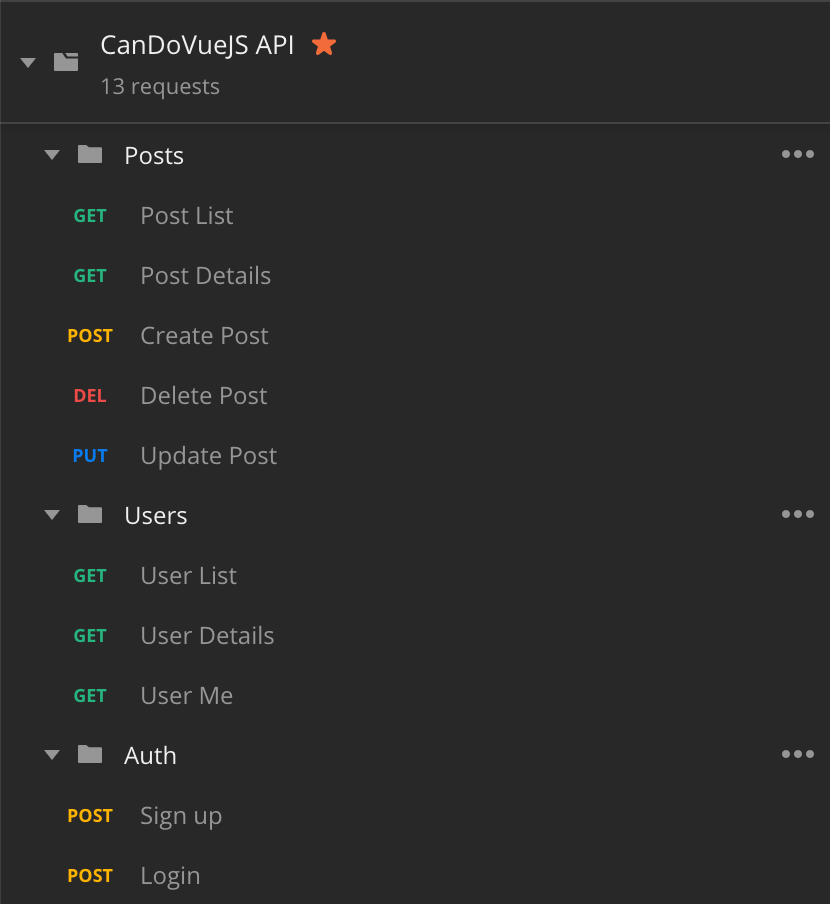 CanDoVueJS API
13 requests
Posts
GET Post List
GET Post Details
POST Create Post
DEL Delete Post
PUT Update Post
Users
GET User List
GET User Details
GET User Me
Auth
POST Sign up
POST Login